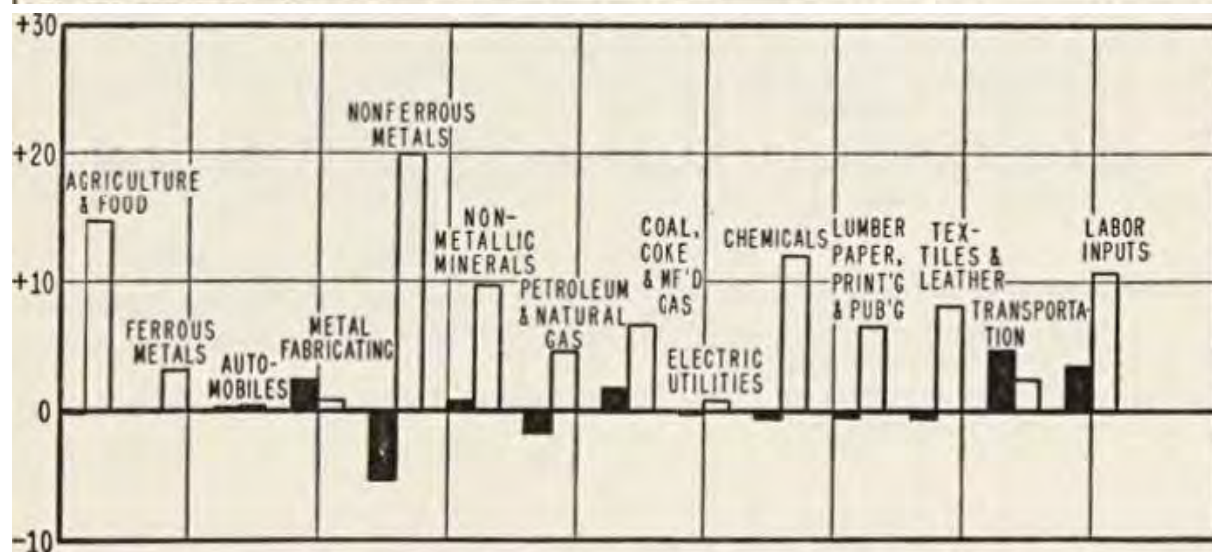 +30
+20
+10
0
-10
AGRICULTURE
& FOOD
FERROUS
METALS
AUTO-
MOBILES
METAL
FABRICATING
NONFERROUS
METALS
NON-
METALLIC
MINERALS
PETROLEUM
& NATURAL
GAS
COAL,
COKE
& MF'D
GAS
ELECTRIC
UTILITIES
CHEMICALS
LUMBER
PAPER,
PRINT'G
& PUB'G
TEX-
TILES &
LEATHER
TRANSPORTA-
TION
LABOR
INPUTS